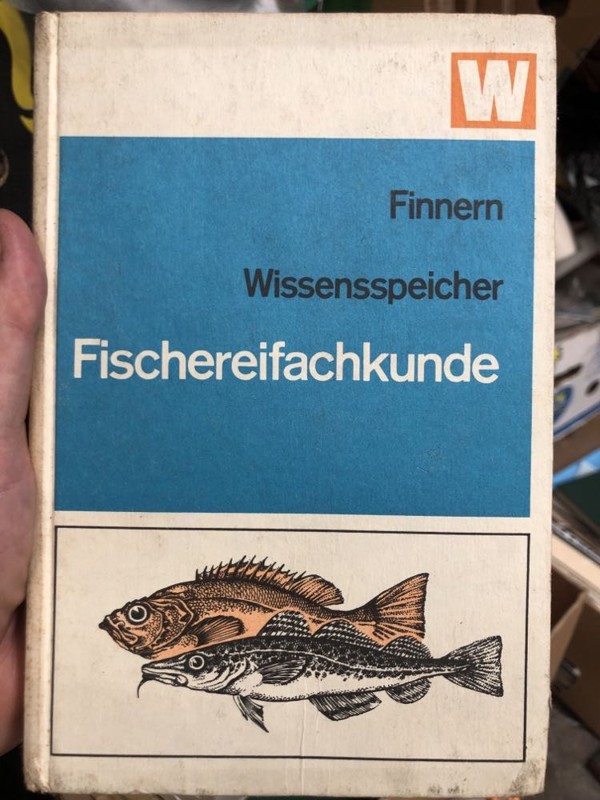 W
Finnern
Wissensspeicher
Fischereifachkunde